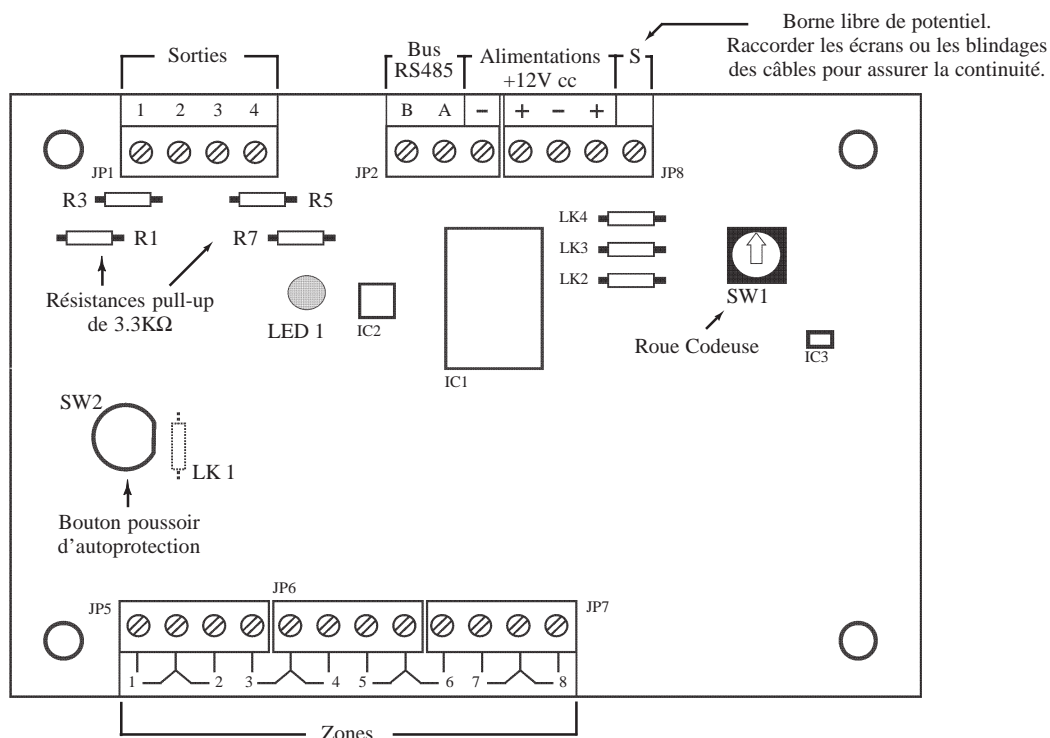 Borne libre de potentiel.
Raccorder les écrans ou les blindages
des câbles pour assurer la continuité.
Sorties
Bus
RS485
Alimentations
+12V cc
S
1 2 3 4
B A - + - +
JP1
JP2
JP8
R3
R5
R1
R7
LK4
LK3
LK2
Résistances pull-up
de 3.3KΩ
LED 1
IC2
IC1
SW1
Roue Codeuse
IC3
SW2
LK 1
Bouton poussoir
d'autoprotection
JP5
JP6
JP7
1 2 3 4 5 6 7 8
Zones